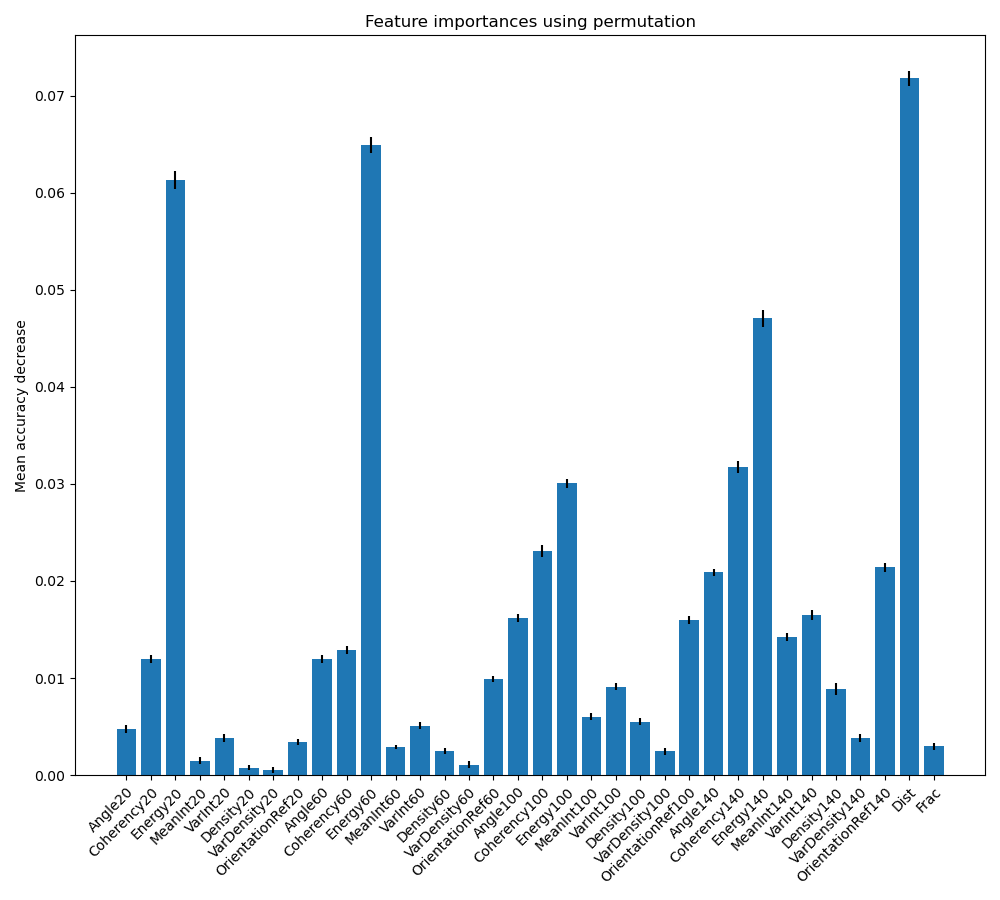 Feature importances using permutation
Mean accuracy decrease
0.07
0.06
0.05
0.04
0.03
0.02
0.01
0.00
Angle20
Coherency20
Energy20
MeanInt20
VarInt20
Density20
VarDensity20
OrientationRef20
Angle60
Coherency60
Energy60
MeanInt60
VarInt60
Density60
VarDensity60
OrientationRef60
Angle100
Coherency100
Energy100
MeanInt100
VarInt100
Density100
VarDensity100
OrientationRef100
Angle140
Coherency140
Energy140
MeanInt140
VarInt140
Density140
VarDensity140
OrientationRef140
Dist
Frac